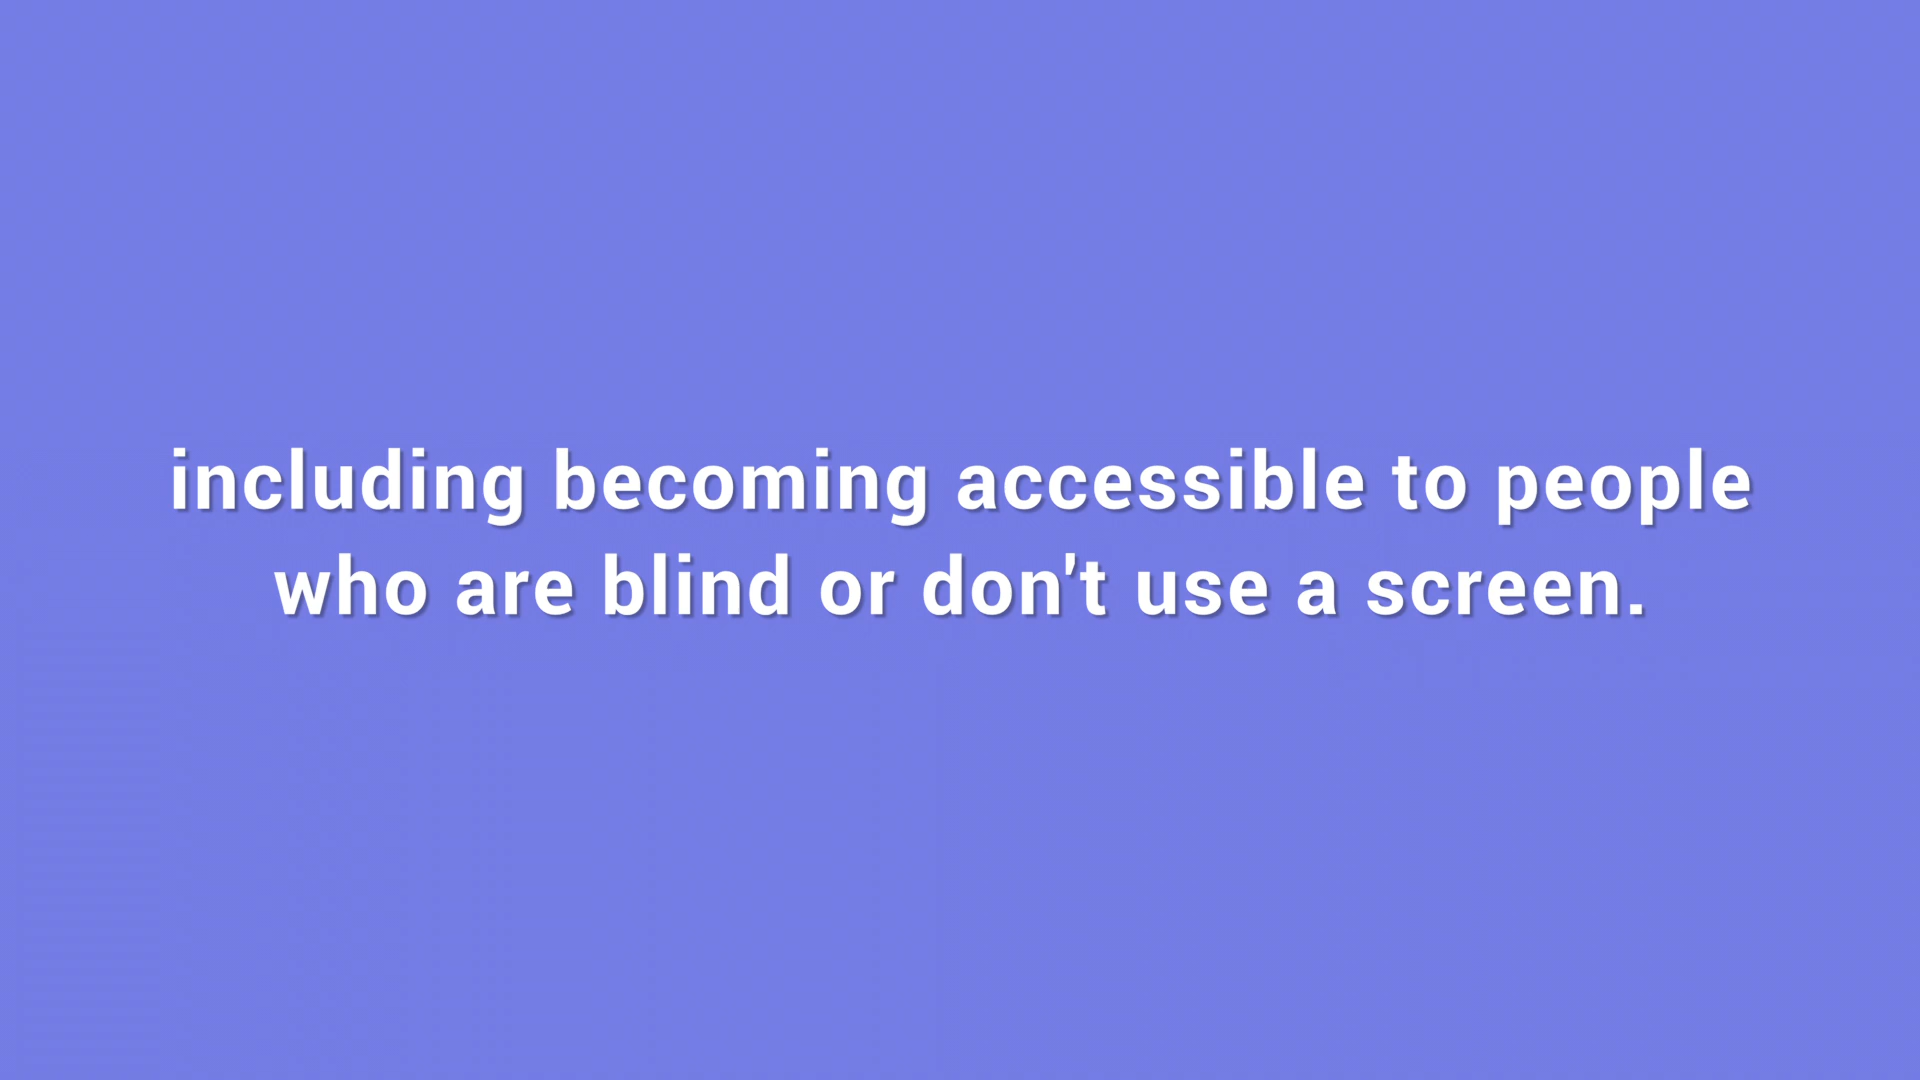 including becoming accessible to people
who are blind or don't use a screen.